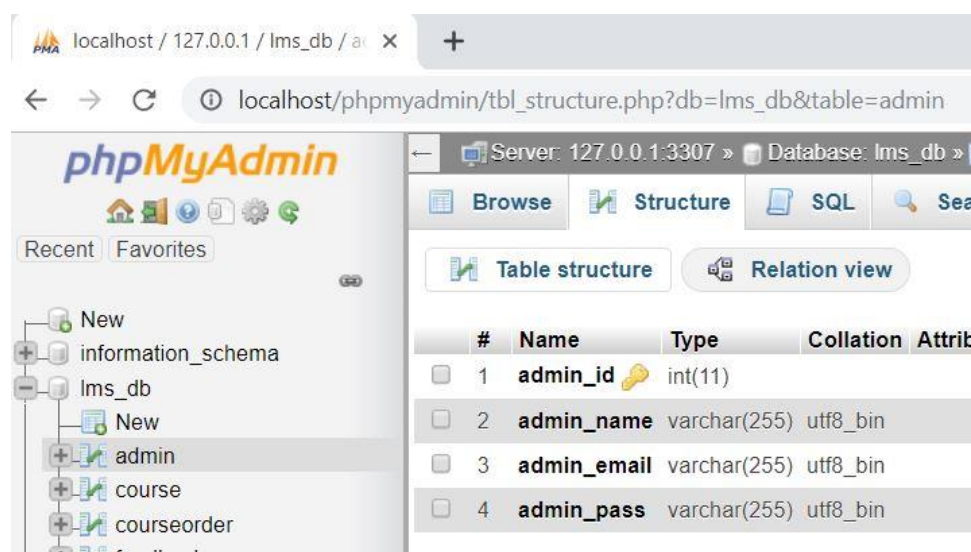 PMA localhost / 127.0.0.1 / lms_db / a
localhost/phpmyadmin/tbl_structure.php?db=lms_db&table=admin
phpMyAdmin
Recent Favorites
New
information_schema
lms_db
New
admin
course
courseorder
Server: 127.0.0.1:3307 » Database: lms_db »
Browse Structure SQL Sea
Table structure Relation view
# Name Type Collation Attrib
1 admin_id int(11)
2 admin_name varchar(255) utf8_bin
3 admin_email varchar(255) utf8_bin
4 admin_pass varchar(255) utf8_bin